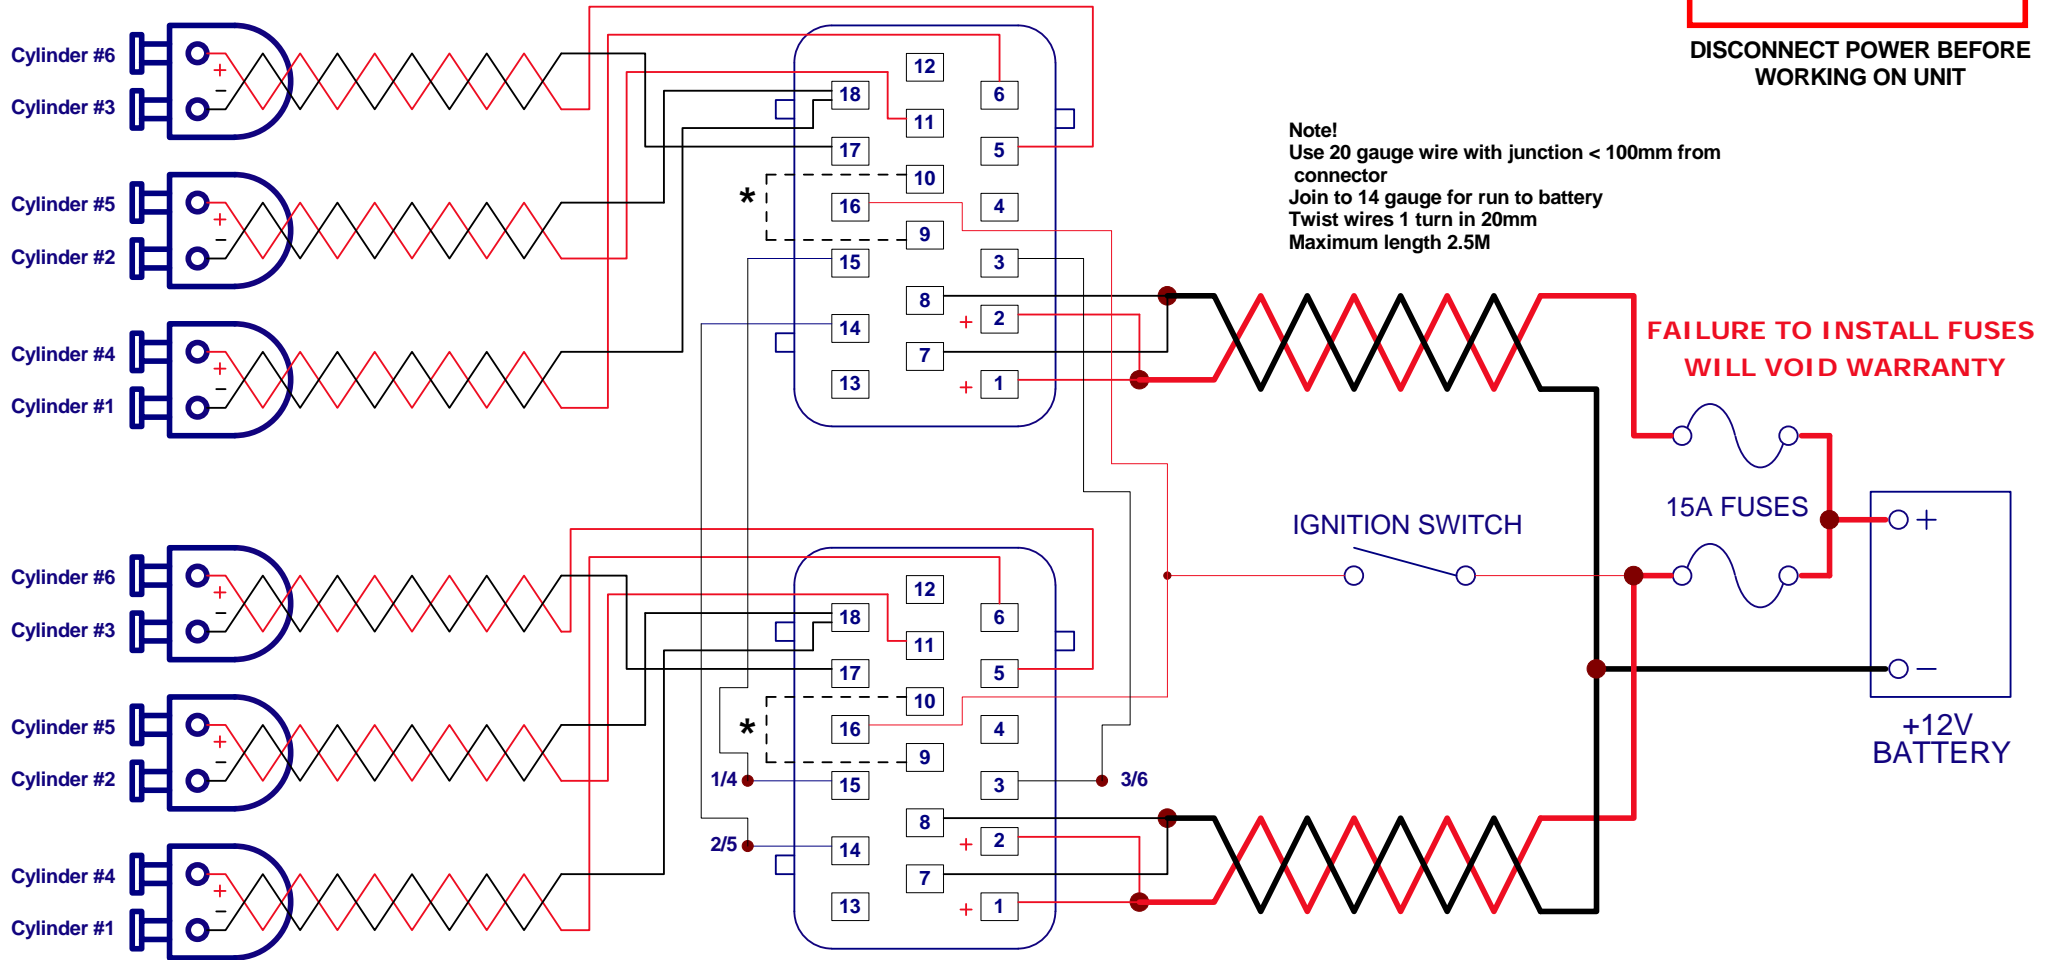 DISCONNECT POWER BEFORE
WORKING ON UNIT
Note!
Use 20 gauge wire with junction < 100mm from
connector
Join to 14 gauge for run to battery
Twist wires 1 turn in 20mm
Maximum length 2.5M
FAILURE TO INSTALL FUSES
WILL VOID WARRANTY
15A FUSES
IGNITION SWITCH
+
−
+12V
BATTERY
Cylinder #6
+
−
Cylinder #3
Cylinder #5
+
−
Cylinder #2
Cylinder #4
+
−
Cylinder #1
12
18
6
11
17
5
10
*
16
4
9
15
3
8
+ 2
14
7
13
+ 1
Cylinder #6
+
−
Cylinder #3
Cylinder #5
+
−
Cylinder #2
Cylinder #4
+
−
Cylinder #1
12
18
6
11
17
5
10
*
16
4
9
1/4
15
3
3/6
8
+ 2
2/5
14
7
13
+ 1